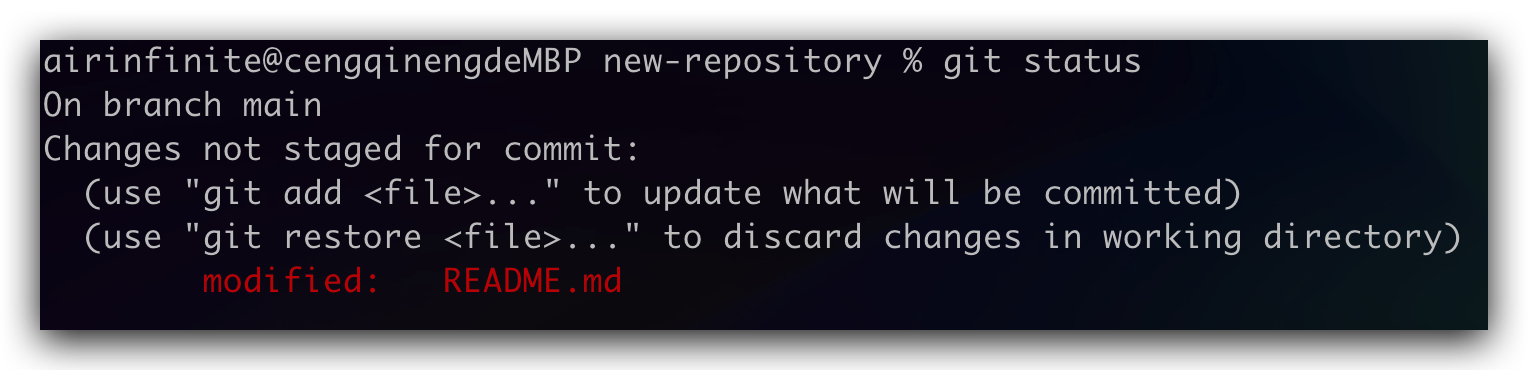 airinfinite@cengqinengdeMBP new-repository % git status
On branch main
Changes not staged for commit:
  (use "git add <file>..." to update what will be committed)
  (use "git restore <file>..." to discard changes in working directory)
        modified:   README.md